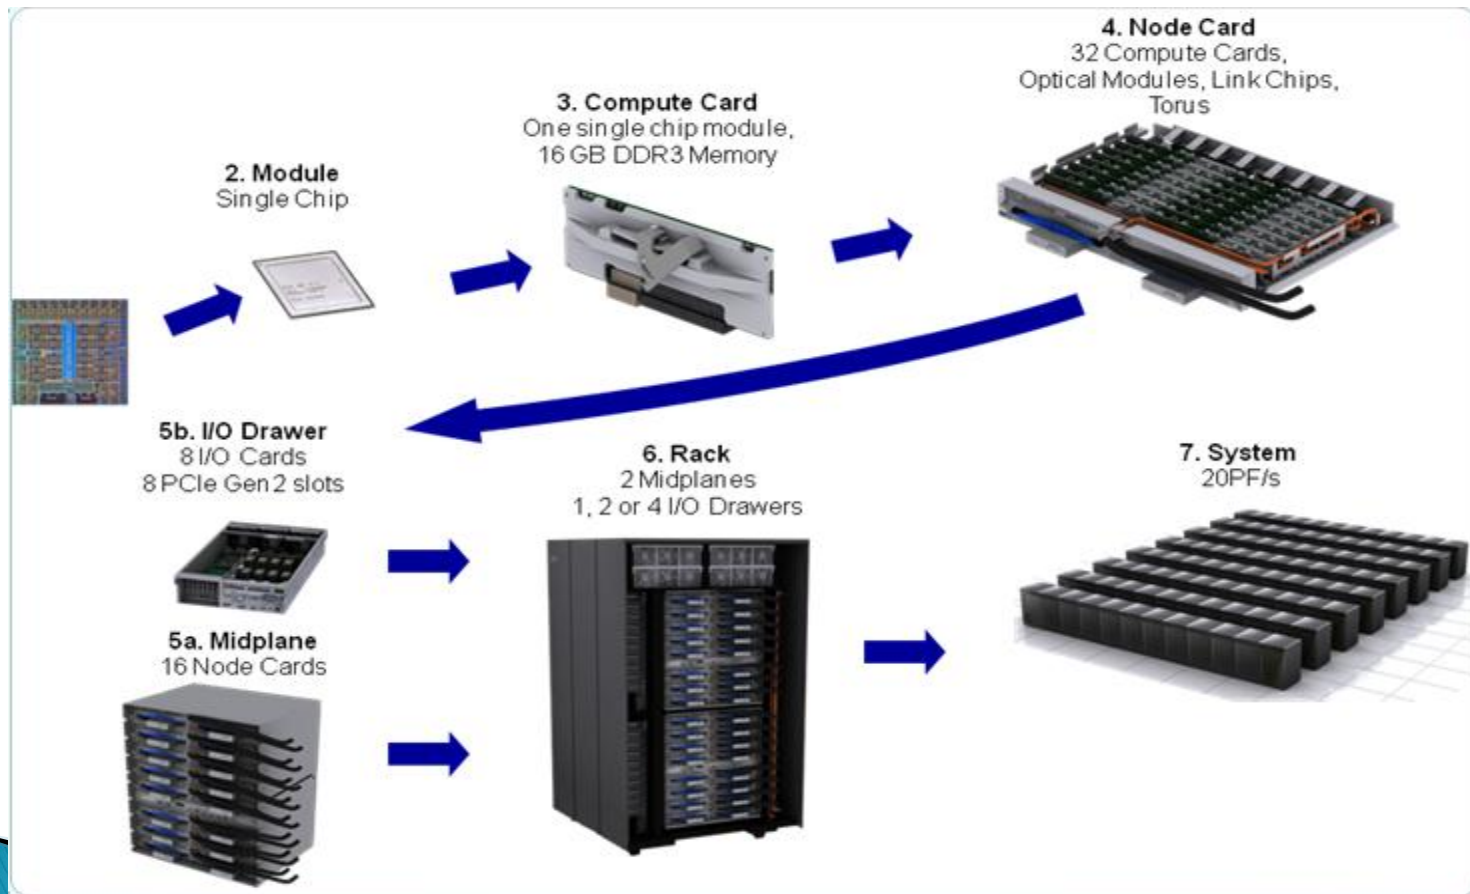 2. Module
Single Chip
3. Compute Card
One single chip module,
16 GB DDR3 Memory
4. Node Card
32 Compute Cards,
Optical Modules, Link Chips,
Torus
5b. I/O Drawer
8 I/O Cards
8 PCIe Gen 2 slots
5a. Midplane
16 Node Cards
6. Rack
2 Midplanes
1, 2 or 4 I/O Drawers
7. System
20PF/s